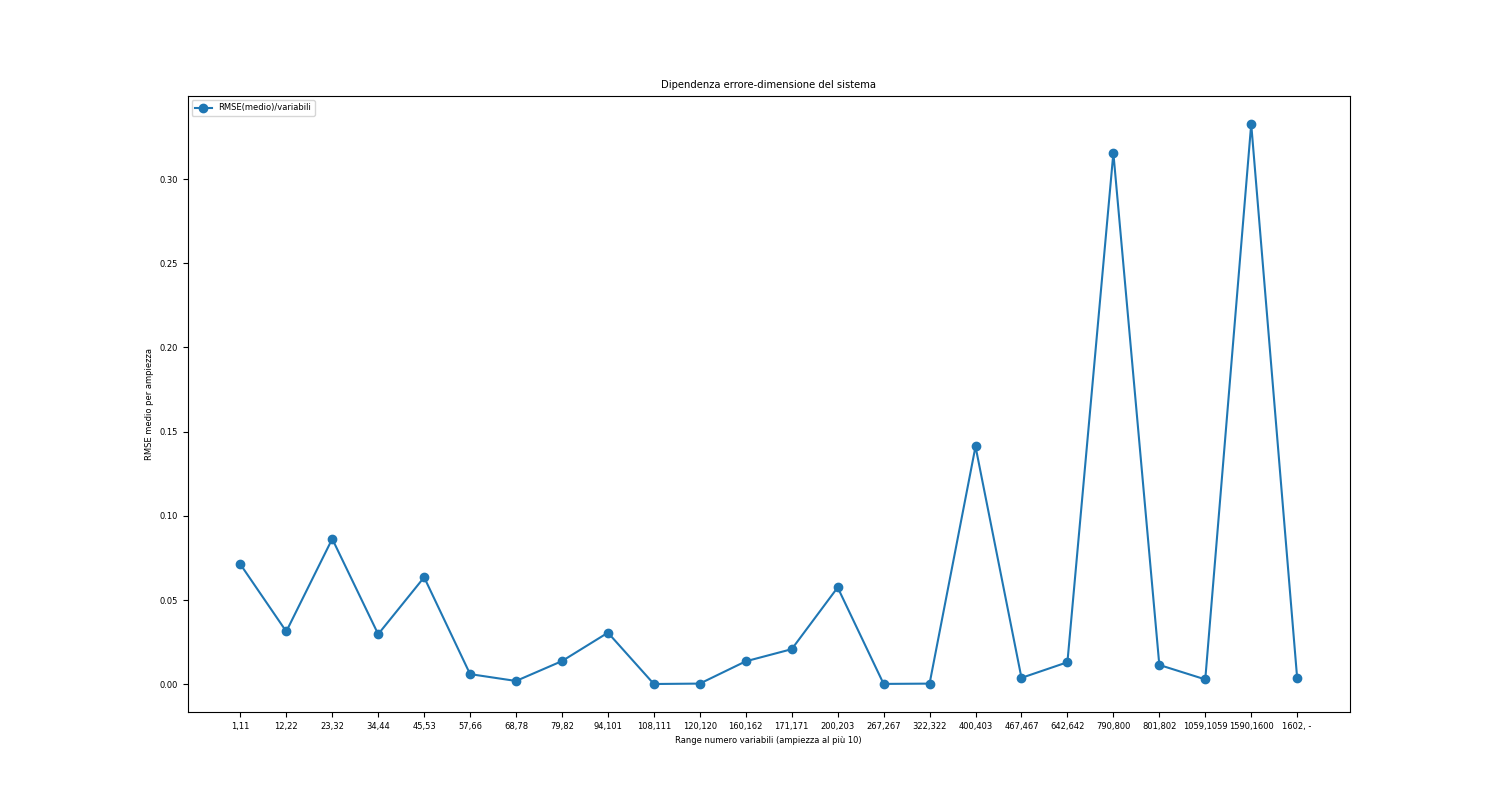 Dipendenza errore-dimensione del sistema
RMSE(medio)/variabili
0.30
0.25
0.20
0.15
0.10
0.05
0.00
RMSE medio per ampiezza
1,11 12,22 23,32 34,44 45,53 57,66 68,78 79,82 94,101 108,111 120,120 160,162 171,171 200,203 267,267 322,322 400,403 467,467 642,642 790,800 801,802 1059,1059 1590,1600 1602, -
Range numero variabili (ampiezza al più 10)